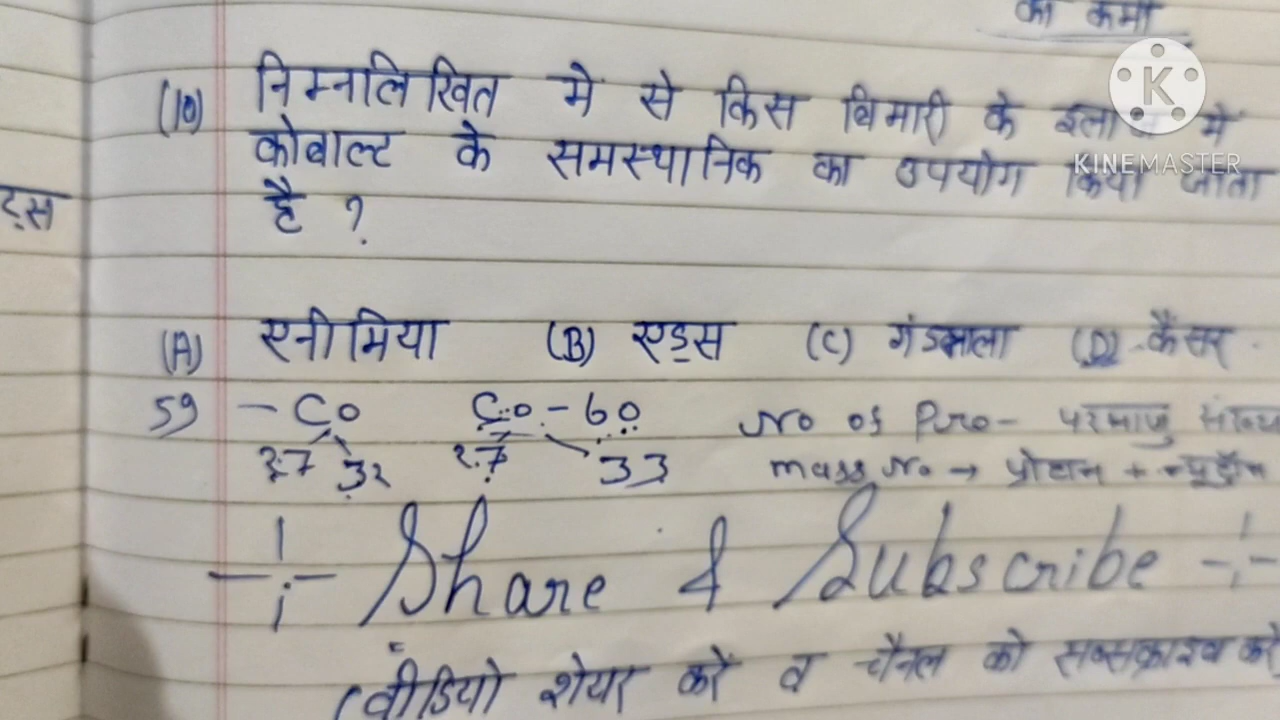 का कमी
(10) निम्नलिखित में से किस बिमारी के इलाज में
कोबाल्ट के समस्थानिक का उपयोग किया जाता
है ?
ट्स
K
KINEMASTER
(A) एनीमिया (B) एड्स (C) गंडमाला (D) कैंसर
59 - Co Co - 60 No of Pro - परमाणु
27 32 27 33 mass No → प्रोटान + न्यूट्रॉन
Share & Subscribe
(वीडियो शेयर करें व चैनल को सब्सक्राइब करें